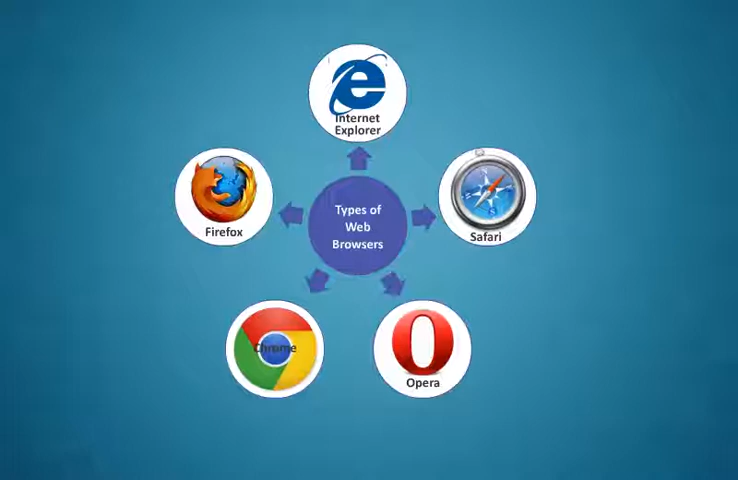 Internet
Explorer
Firefox
Types of
Web
Browsers
Safari
Chrome
Opera